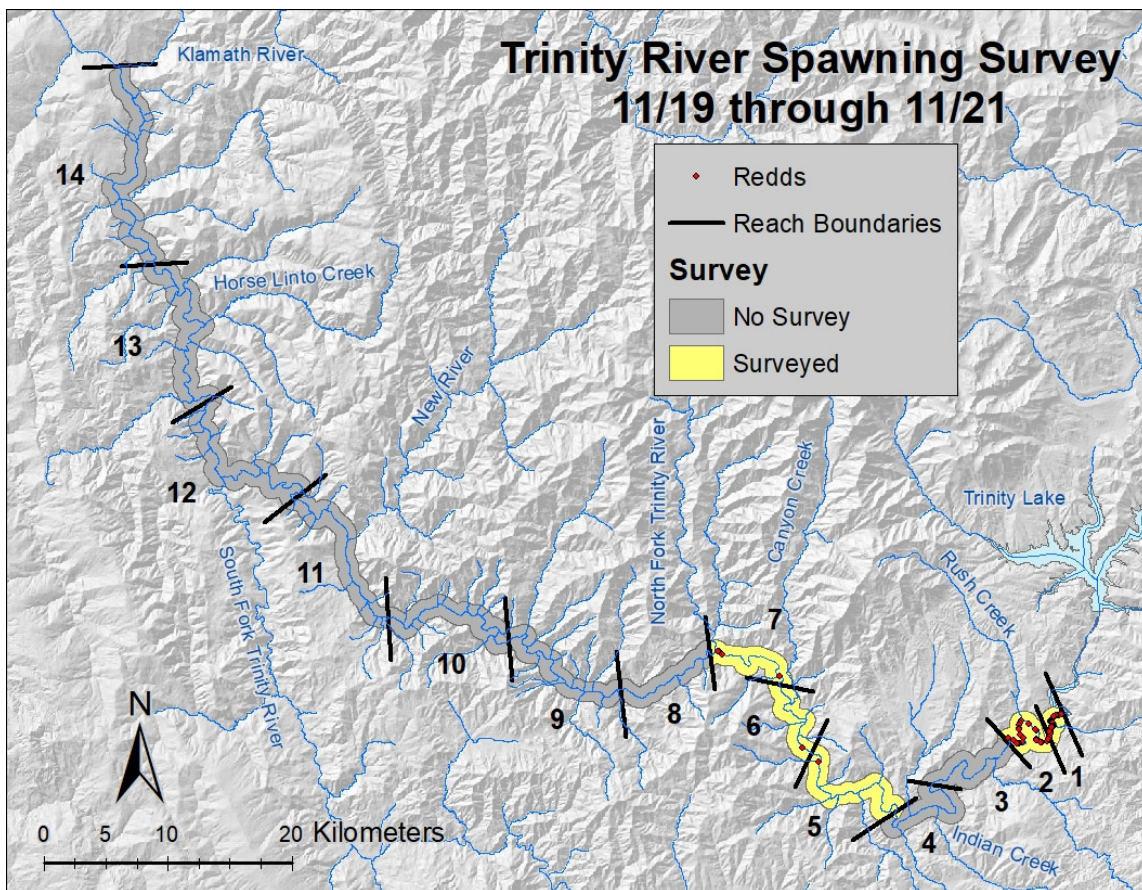 Trinity River Spawning Survey
11/19 through 11/21
Klamath River
Redds
Reach Boundaries
Survey
No Survey
Surveyed
14
Horse Linto Creek
13
New River
North Fork Trinity River
Canyon Creek
Trinity Lake
12
South Fork Trinity River
Rush Creek
11
10
9
8
7
6
5
4
3
2
1
Indian Creek
N
0 5 10 20 Kilometers